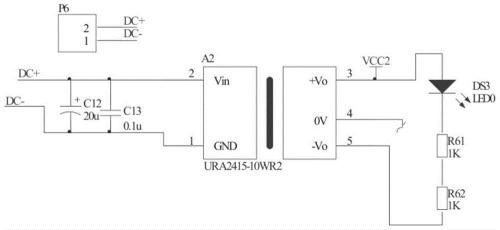 P6
2 DC+
1 DC-
A2
DC+ 2 Vin +Vo 3 VCC2
DS3
LED0
DC-
+ C12 C13
20u 0.1u
0V 4
1 GND -Vo 5
R61
1K
URA2415-10WR2
R62
1K